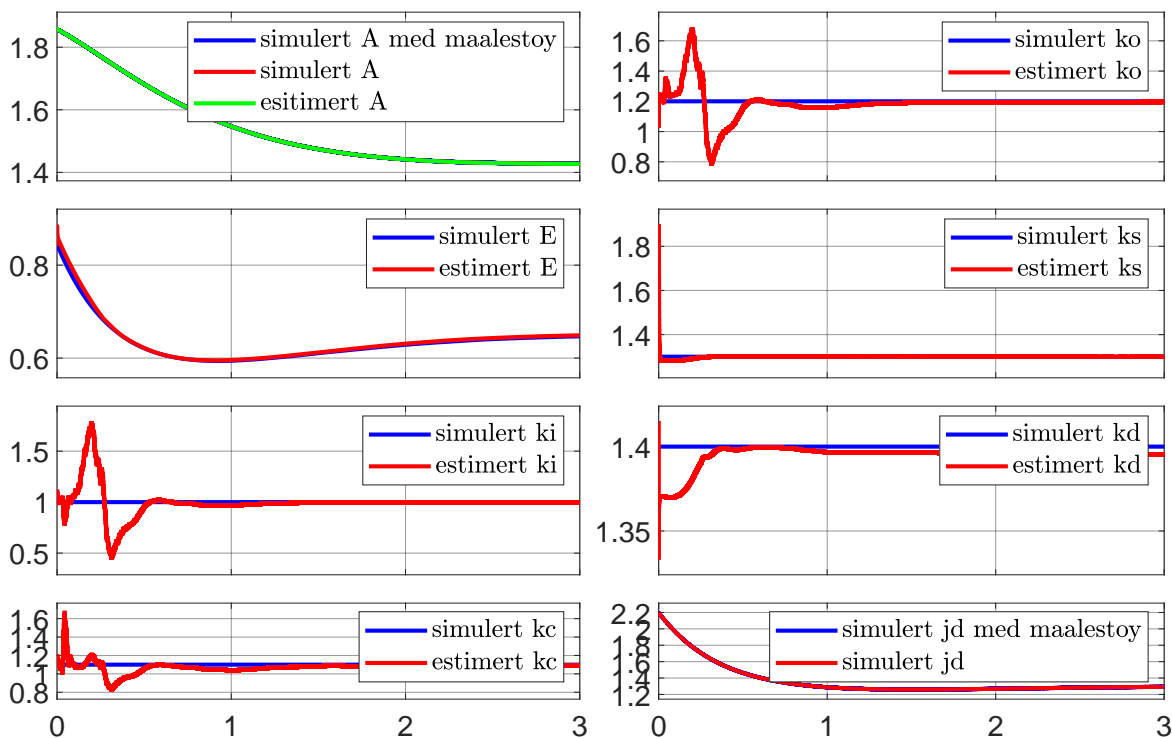 1.8
1.6
1.4
simulert A med maalestoy
simulert A
esitimert A
1.6
1.4
1.2
1
0.8
simulert ko
estimert ko
0.8
0.6
simulert E
estimert E
1.8
1.6
1.4
simulert ks
estimert ks
1.5
1
0.5
simulert ki
estimert ki
1.4
1.35
simulert kd
estimert kd
1.6
1.4
1.2
1
0.8
simulert kc
estimert kc
0 1 2 3
2.2
2
1.8
1.6
1.4
1.2
simulert jd med maalestoy
simulert jd
0 1 2 3